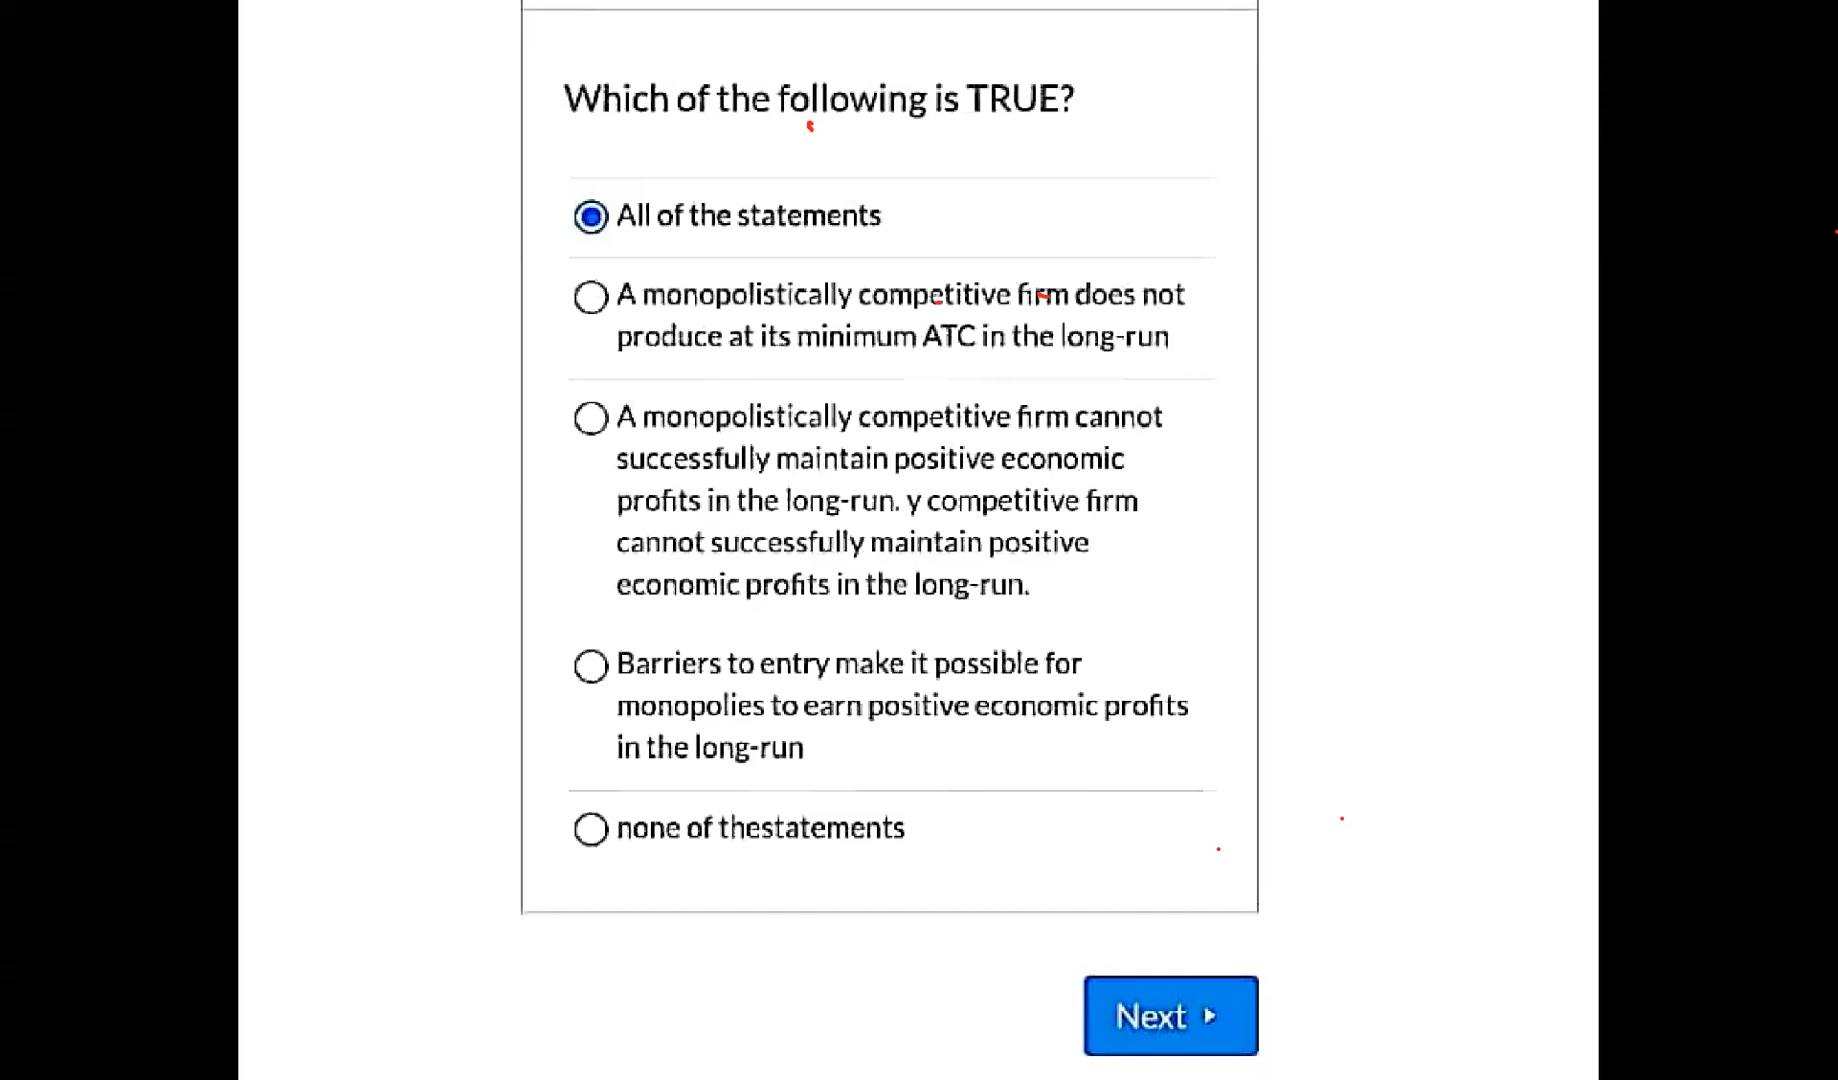 Which of the following is TRUE?
All of the statements
A monopolistically competitive firm does not
produce at its minimum ATC in the long-run
A monopolistically competitive firm cannot
successfully maintain positive economic
profits in the long-run. y competitive firm
cannot successfully maintain positive
economic profits in the long-run.
Barriers to entry make it possible for
monopolies to earn positive economic profits
in the long-run
none of thestatements
Next